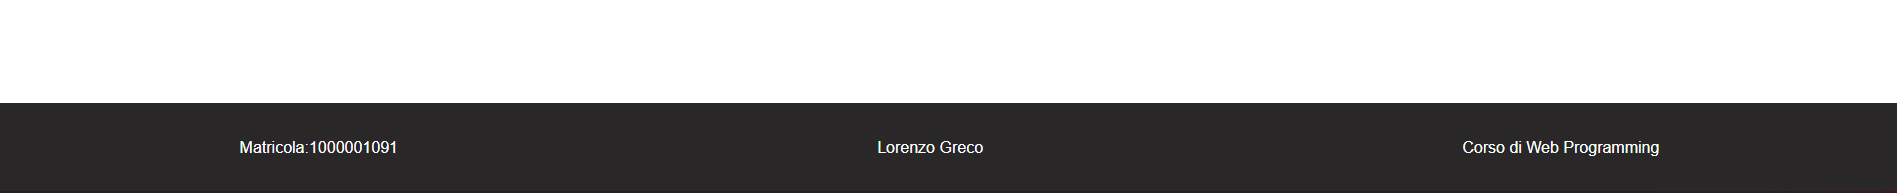 Matricola:1000001091
Lorenzo Greco
Corso di Web Programming